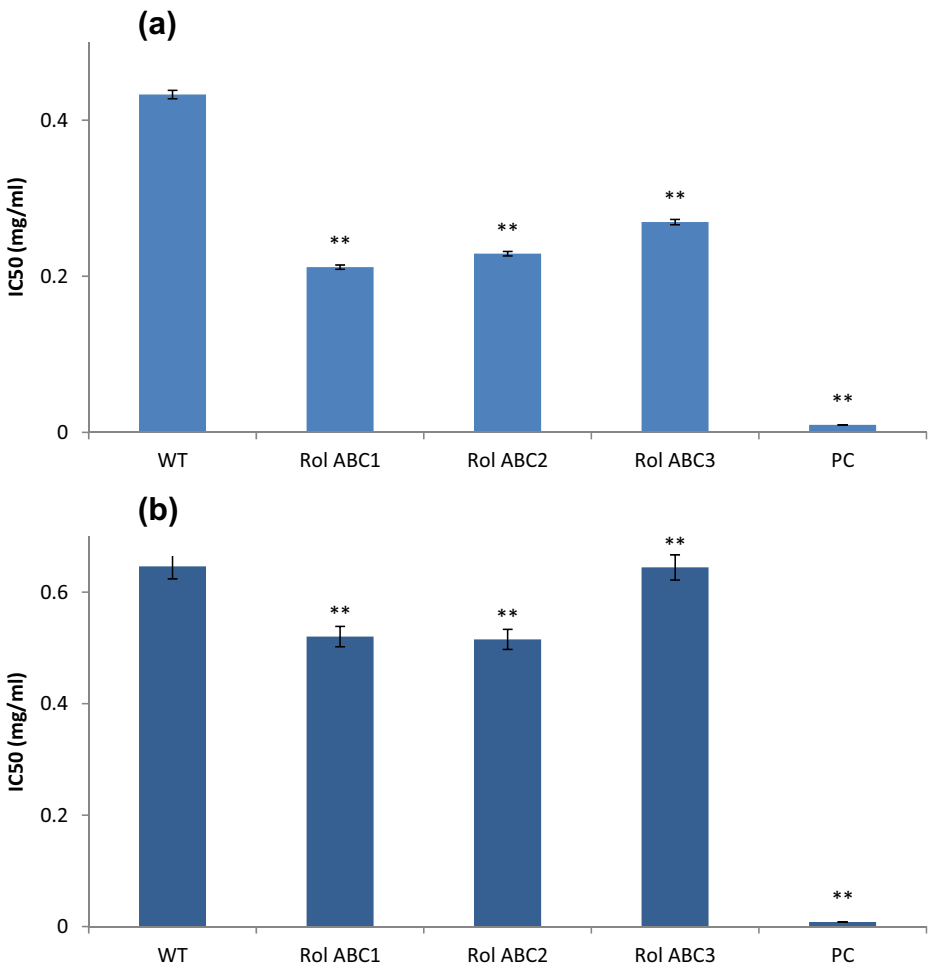 (a)
IC50 (mg/ml)
0.4
0.2
0
**
**
**
**
WT Rol ABC1 Rol ABC2 Rol ABC3 PC
(b)
IC50 (mg/ml)
0.6
0.4
0.2
0
**
**
**
**
WT Rol ABC1 Rol ABC2 Rol ABC3 PC